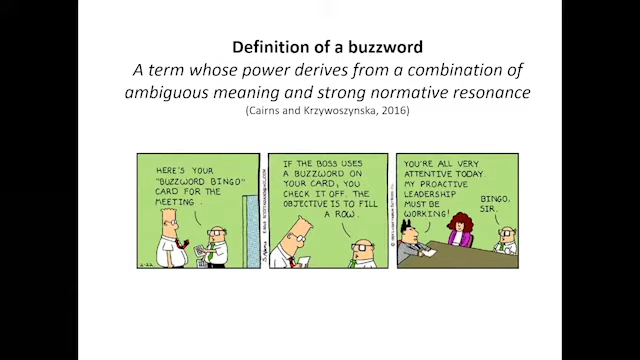 Definition of a buzzword
A term whose power derives from a combination of
ambiguous meaning and strong normative resonance
(Cairns and Krzywoszynska, 2016)
HERE'S YOUR
"BUZZWORD BINGO"
CARD FOR THE
MEETING.
IF THE BOSS USES
A BUZZWORD ON
YOUR CARD, YOU
CHECK IT OFF. THE
OBJECTIVE IS TO FILL
A ROW.
YOU'RE ALL VERY
ATTENTIVE TODAY.
MY PROACTIVE
LEADERSHIP
MUST BE
WORKING!
BINGO,
SIR.
2-22